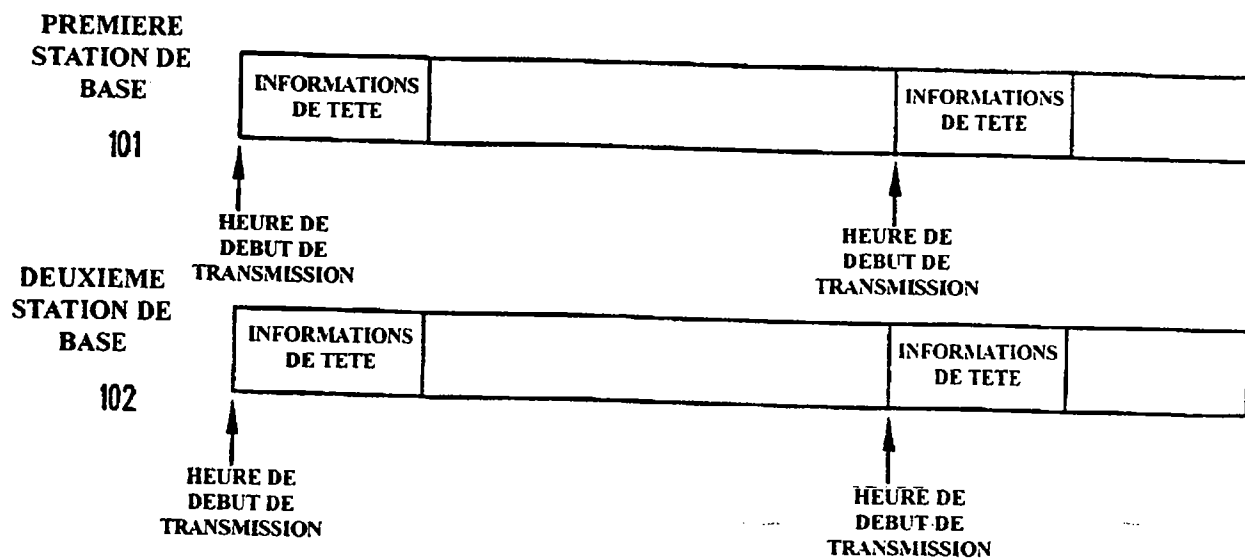 PREMIERE
STATION DE
BASE
101
INFORMATIONS
DE TETE
INFORMATIONS
DE TETE
HEURE DE
DEBUT DE
TRANSMISSION
HEURE DE
DEBUT DE
TRANSMISSION
DEUXIEME
STATION DE
BASE
102
INFORMATIONS
DE TETE
INFORMATIONS
DE TETE
HEURE DE
DEBUT DE
TRANSMISSION
HEURE DE
DEBUT DE
TRANSMISSION